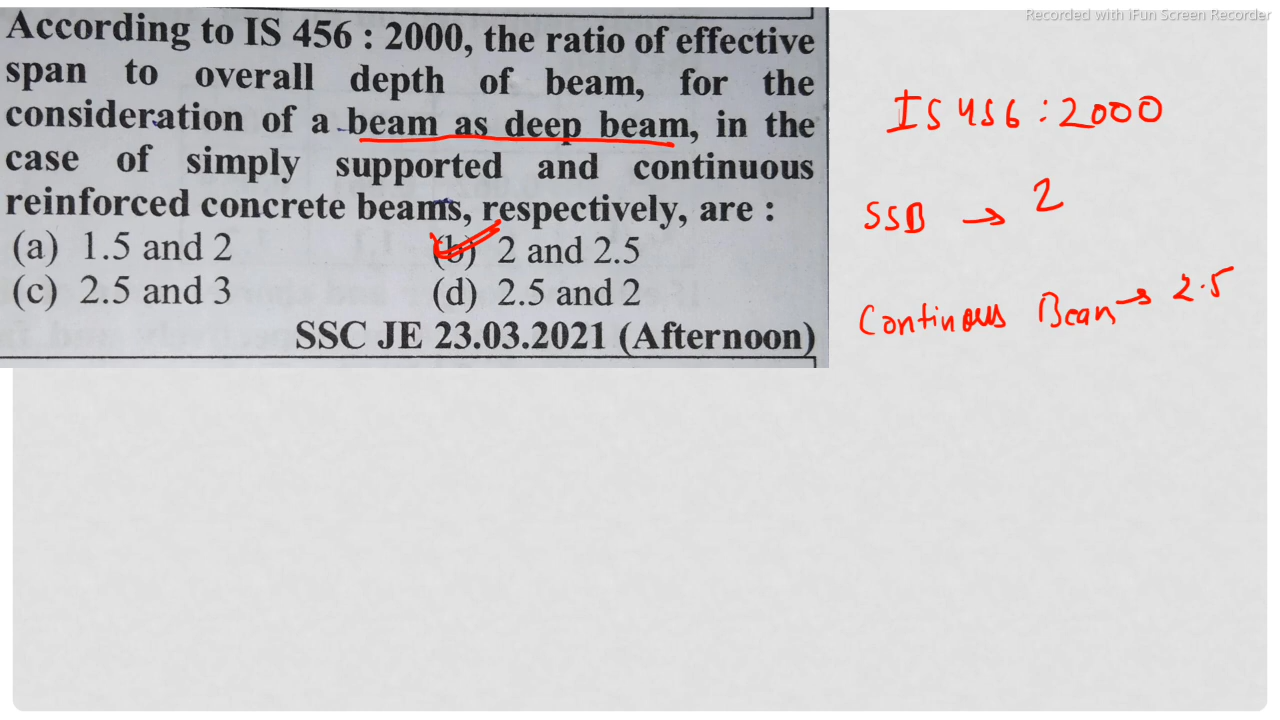 Recorded with iFun Screen Recorder
According to IS 456 : 2000, the ratio of effective
span to overall depth of beam, for the
consideration of a beam as deep beam, in the
case of simply supported and continuous
reinforced concrete beams, respectively, are :
(a) 1.5 and 2
(b) 2 and 2.5
(c) 2.5 and 3
(d) 2.5 and 2
SSC JE 23.03.2021 (Afternoon)
IS 456 : 2000
SSB → 2
Continous Beam → 2.5